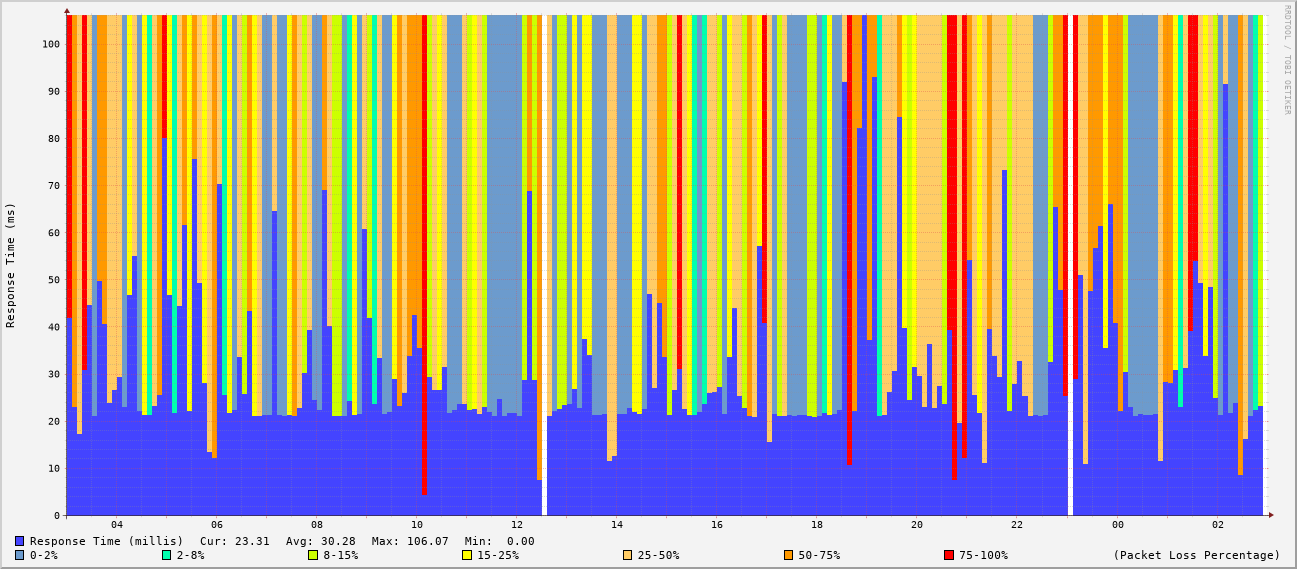 RRDTOOL / TOBI OETIKER
Response Time (ms)
100
90
80
70
60
50
40
30
20
10
0
04 06 08 10 12 14 16 18 20 22 00 02
Response Time (millis) Cur: 23.31 Avg: 30.28 Max: 106.07 Min: 0.00
0-2% 2-8% 8-15% 15-25% 25-50% 50-75% 75-100% (Packet Loss Percentage)